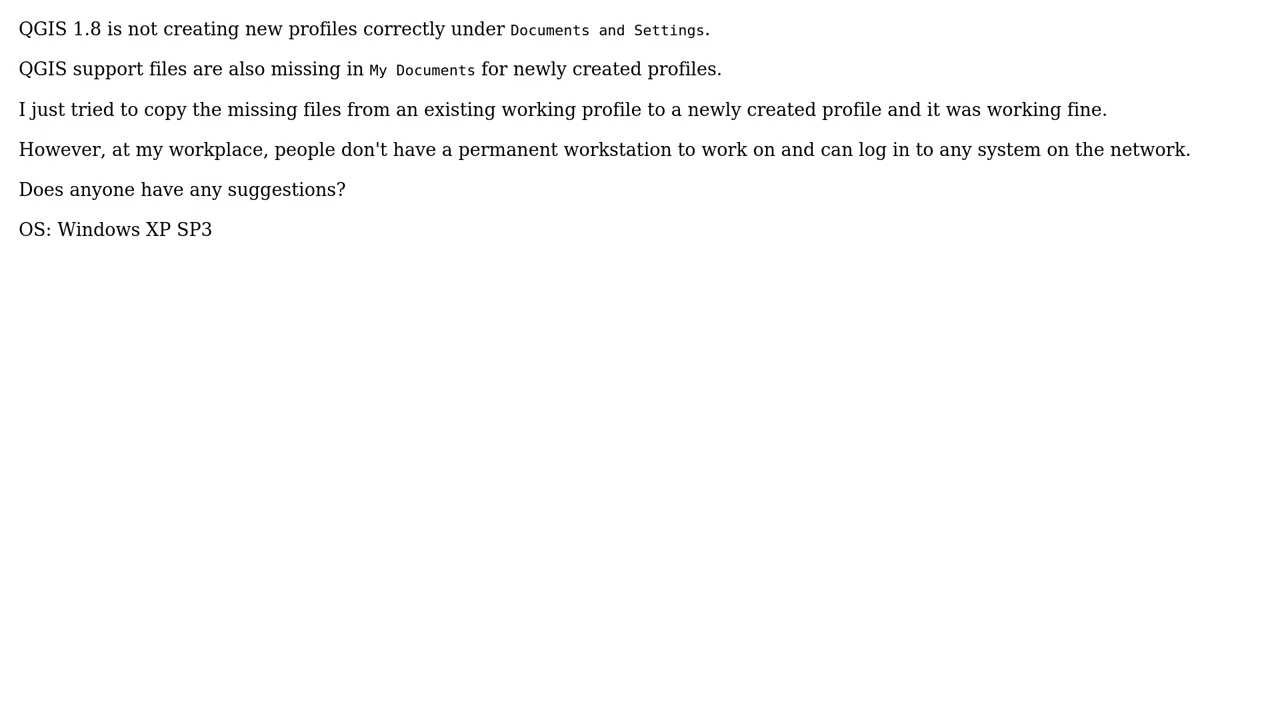 QGIS 1.8 is not creating new profiles correctly under Documents and Settings.
QGIS support files are also missing in My Documents for newly created profiles.
I just tried to copy the missing files from an existing working profile to a newly created profile and it was working fine.
However, at my workplace, people don't have a permanent workstation to work on and can log in to any system on the network.
Does anyone have any suggestions?
OS: Windows XP SP3